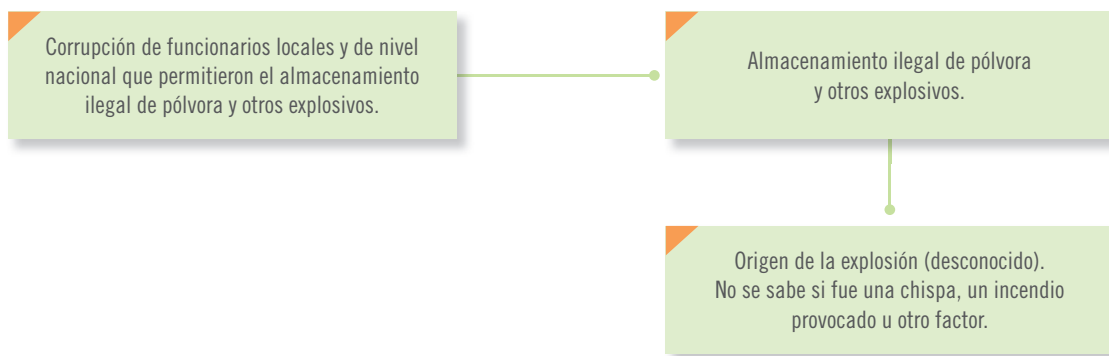 Corrupción de funcionarios locales y de nivel
nacional que permitieron el almacenamiento
ilegal de pólvora y otros explosivos.
Almacenamiento ilegal de pólvora
y otros explosivos.
Origen de la explosión (desconocido).
No se sabe si fue una chispa, un incendio
provocado u otro factor.